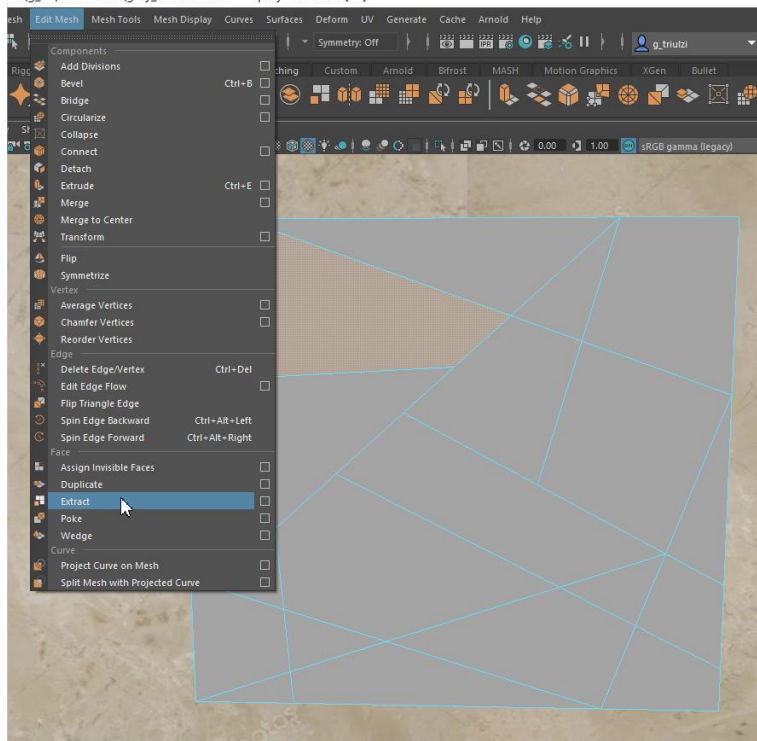 Edit Mesh Mesh Tools Mesh Display Curves Surfaces Deform UV Generate Cache Arnold Help
Symmetry: Off
g_triulzi
Custom Arnold Bifrost MASH Motion Graphics XGen Bullet
0.00 1.00 sRGB gamma (legacy)
Components
Add Divisions
Bevel Ctrl+B
Bridge
Circularize
Collapse
Connect
Detach
Extrude Ctrl+E
Merge
Merge to Center
Transform
Flip
Symmetrize
Vertex
Average Vertices
Chamfer Vertices
Reorder Vertices
Edge
Delete Edge/Vertex Ctrl+Del
Edit Edge Flow
Flip Triangle Edge
Spin Edge Backward Ctrl+Alt+Left
Spin Edge Forward Ctrl+Alt+Right
Face
Assign Invisible Faces
Duplicate
Extract
Poke
Wedge
Curve
Project Curve on Mesh
Split Mesh with Projected Curve